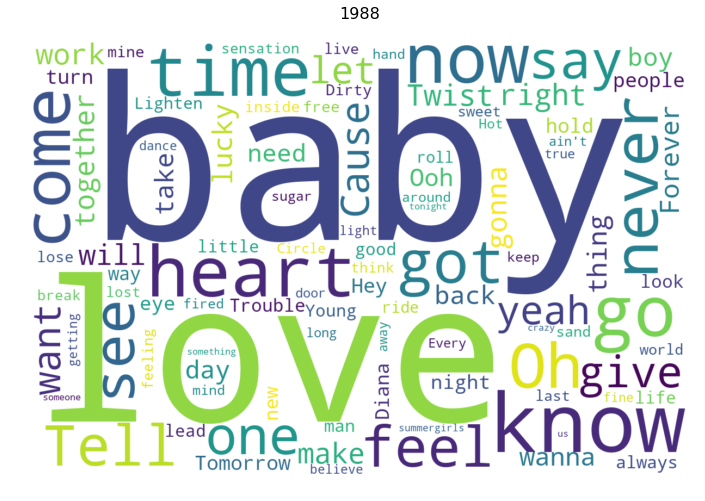 1988
work mine sensation live hand boy
turn time let now say people
Lighten inside free Dirty Twist right
come together dance take lucky need Cause roll Ooh sweet Hot hold ain't true never Forever
baby
sugar around tonight gonna thing
light
lose will little Circle good got keep look
way heart think Hey back
break lost eye fired Trouble door Young ride yeah go
want getting see feeling long away Every crazy sand world
love
something Oh give
someone day mind new Diana night last fine life
Tell lead one man summergirls feel know us
Tomorrow make believe wanna always